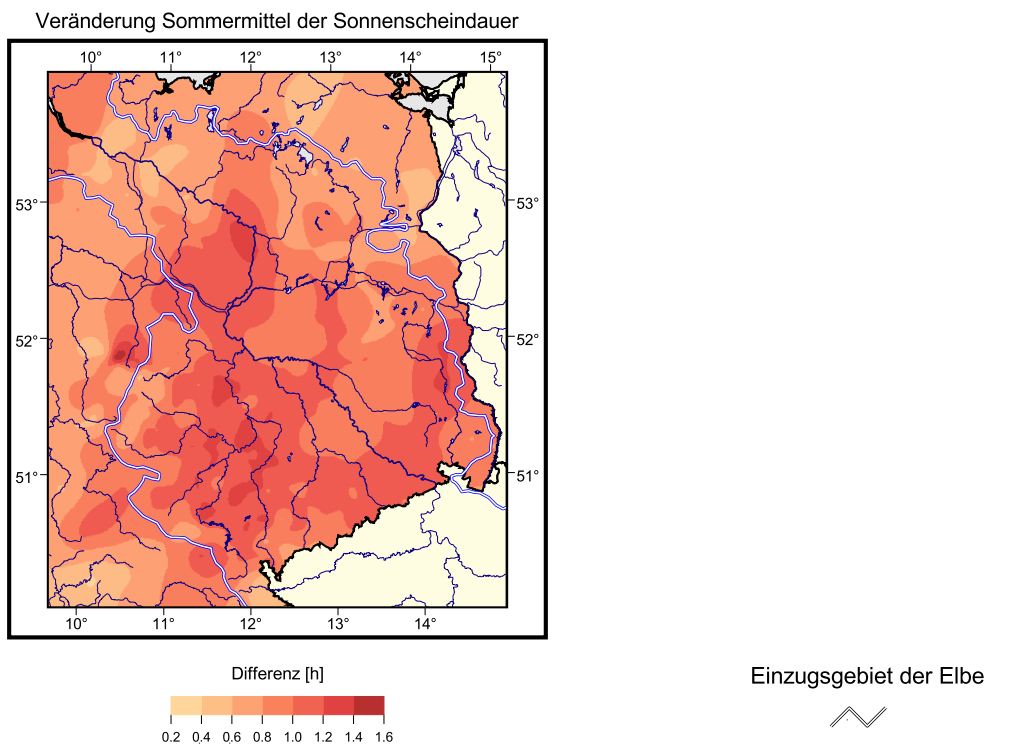 Veränderung Sommermittel der Sonnenscheindauer
10° 11° 12° 13° 14° 15°
53° 53°
52° 52°
51° 51°
10° 11° 12° 13° 14°
Differenz [h]
0.2 0.4 0.6 0.8 1.0 1.2 1.4 1.6
Einzugsgebiet der Elbe